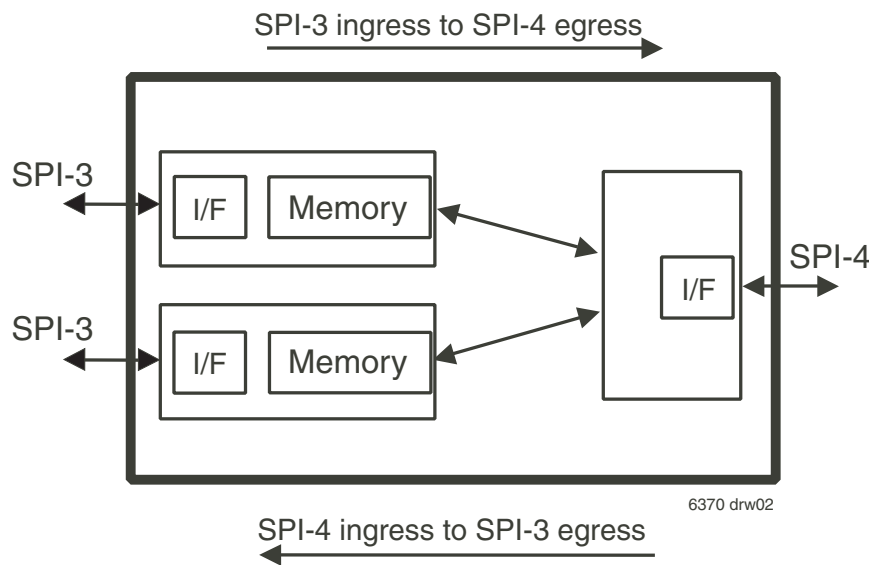 SPI-3 ingress to SPI-4 egress
SPI-3
I/F
Memory
SPI-4
I/F
SPI-3
I/F
Memory
6370 drw02
SPI-4 ingress to SPI-3 egress